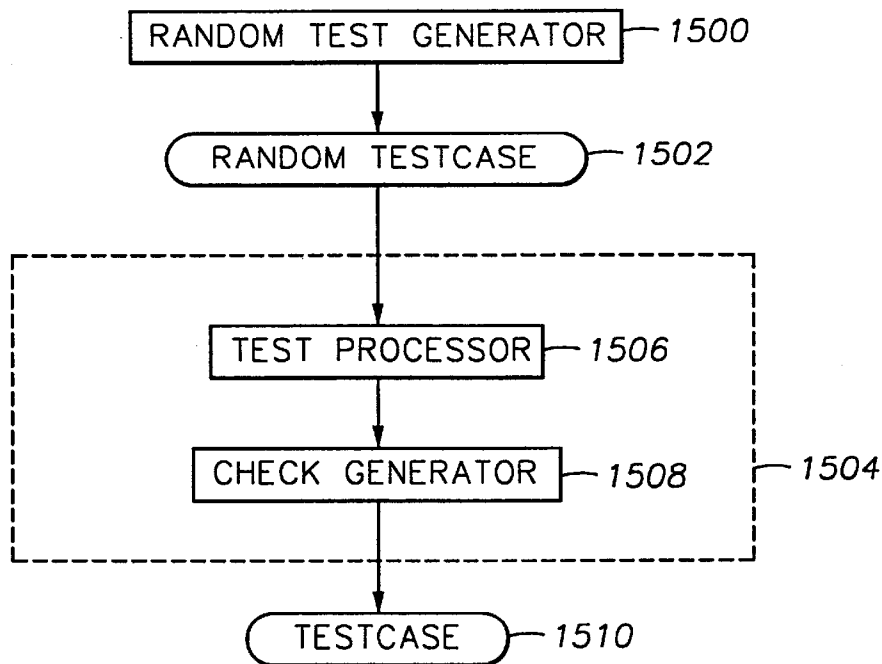 RANDOM TEST GENERATOR 1500
RANDOM TESTCASE 1502
TEST PROCESSOR 1506
CHECK GENERATOR 1508
1504
TESTCASE 1510